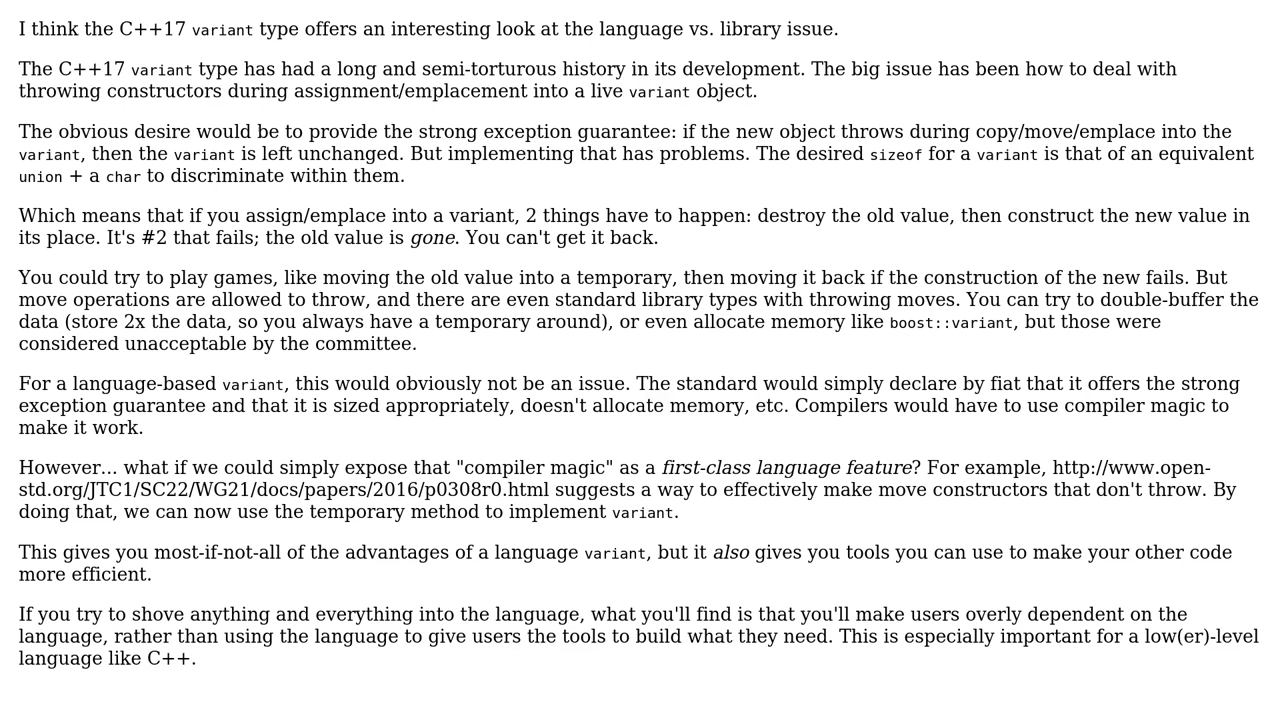 I think the C++17 variant type offers an interesting look at the language vs. library issue.
The C++17 variant type has had a long and semi-torturous history in its development. The big issue has been how to deal with
throwing constructors during assignment/emplacement into a live variant object.
The obvious desire would be to provide the strong exception guarantee: if the new object throws during copy/move/emplace into the
variant, then the variant is left unchanged. But implementing that has problems. The desired sizeof for a variant is that of an equivalent
union + a char to discriminate within them.
Which means that if you assign/emplace into a variant, 2 things have to happen: destroy the old value, then construct the new value in
its place. It's #2 that fails; the old value is gone. You can't get it back.
You could try to play games, like moving the old value into a temporary, then moving it back if the construction of the new fails. But
move operations are allowed to throw, and there are even standard library types with throwing moves. You can try to double-buffer the
data (store 2x the data, so you always have a temporary around), or even allocate memory like boost::variant, but those were
considered unacceptable by the committee.
For a language-based variant, this would obviously not be an issue. The standard would simply declare by fiat that it offers the strong
exception guarantee and that it is sized appropriately, doesn't allocate memory, etc. Compilers would have to use compiler magic to
make it work.
However... what if we could simply expose that "compiler magic" as a first-class language feature? For example, http://www.open-
std.org/JTC1/SC22/WG21/docs/papers/2016/p0308r0.html suggests a way to effectively make move constructors that don't throw. By
doing that, we can now use the temporary method to implement variant.
This gives you most-if-not-all of the advantages of a language variant, but it also gives you tools you can use to make your other code
more efficient.
If you try to shove anything and everything into the language, what you'll find is that you'll make users overly dependent on the
language, rather than using the language to give users the tools to build what they need. This is especially important for a low(er)-level
language like C++.